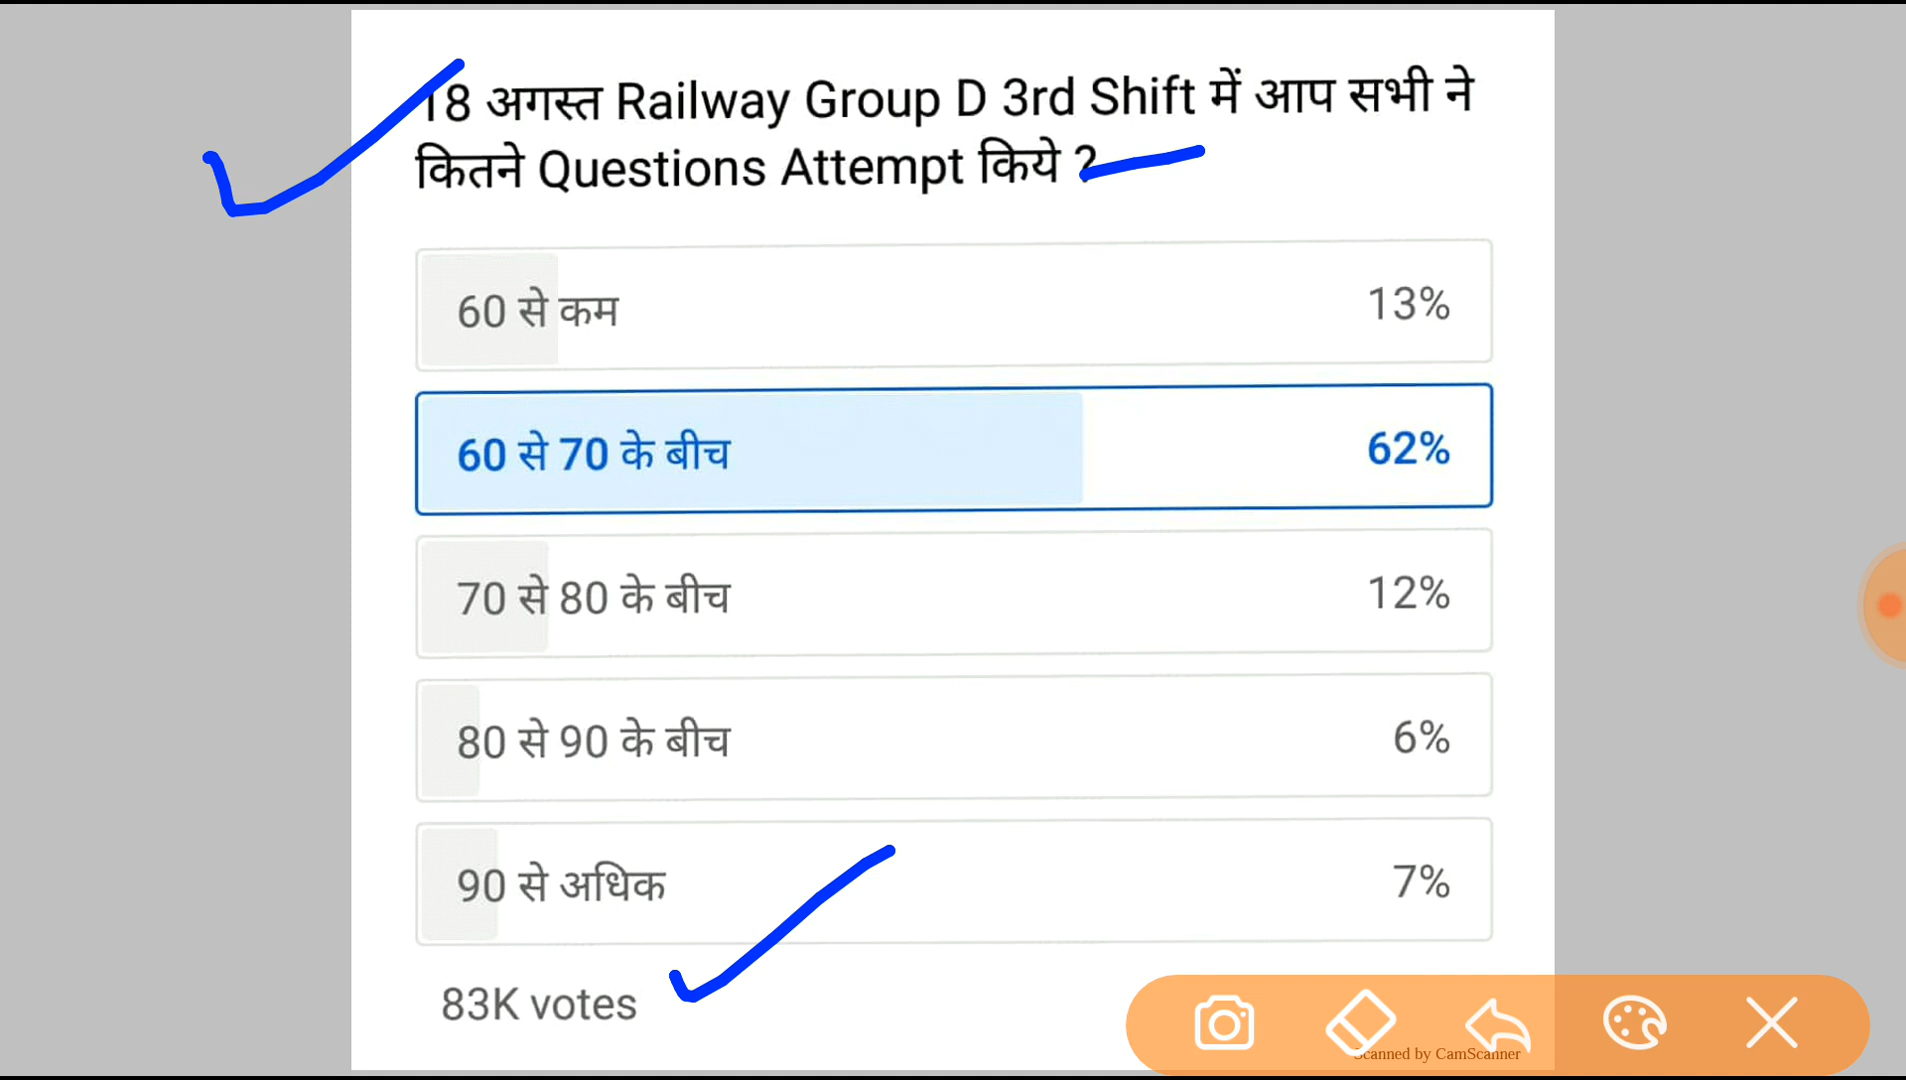 18 अगस्त Railway Group D 3rd Shift में आप सभी ने
कितने Questions Attempt किये ?
60 से कम 13%
60 से 70 के बीच 62%
70 से 80 के बीच 12%
80 से 90 के बीच 6%
90 से अधिक 7%
83K votes
Scanned by CamScanner